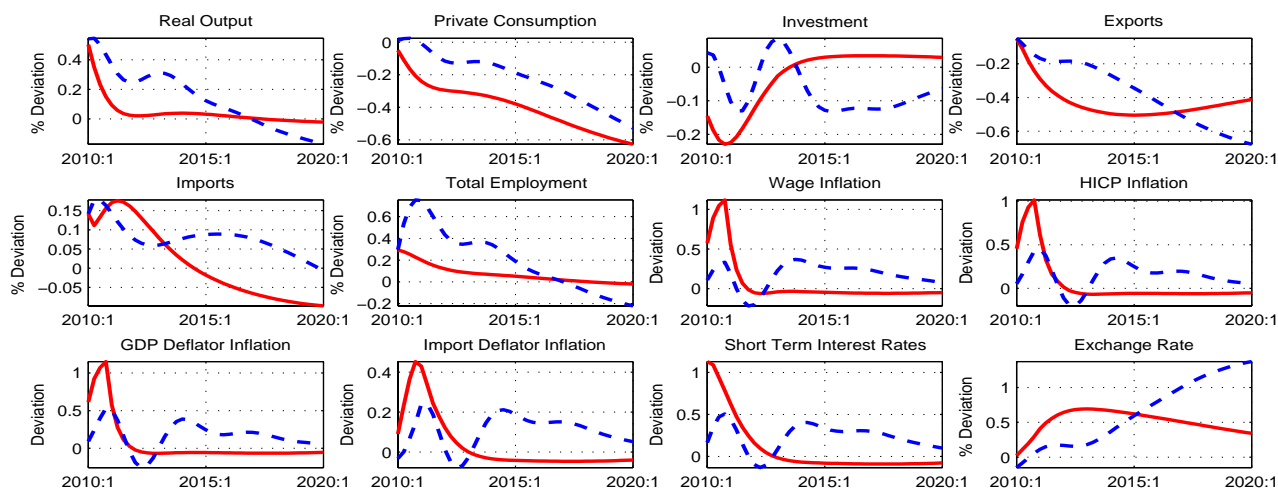 Real Output
% Deviation
0.4
0.2
0
2010:1 2015:1 2020:1
Private Consumption
% Deviation
0
−0.2
−0.4
−0.6
2010:1 2015:1 2020:1
Investment
% Deviation
0
−0.1
−0.2
2010:1 2015:1 2020:1
Exports
% Deviation
−0.2
−0.4
−0.6
2010:1 2015:1 2020:1
Imports
% Deviation
0.15
0.1
0.05
0
−0.05
2010:1 2015:1 2020:1
Total Employment
% Deviation
0.6
0.4
0.2
0
−0.2
2010:1 2015:1 2020:1
Wage Inflation
Deviation
1
0.5
0
2010:1 2015:1 2020:1
HICP Inflation
Deviation
1
0.5
0
2010:1 2015:1 2020:1
GDP Deflator Inflation
Deviation
1
0.5
0
2010:1 2015:1 2020:1
Import Deflator Inflation
Deviation
0.4
0.2
0
2010:1 2015:1 2020:1
Short Term Interest Rates
Deviation
1
0.5
0
2010:1 2015:1 2020:1
Exchange Rate
% Deviation
1
0.5
0
2010:1 2015:1 2020:1